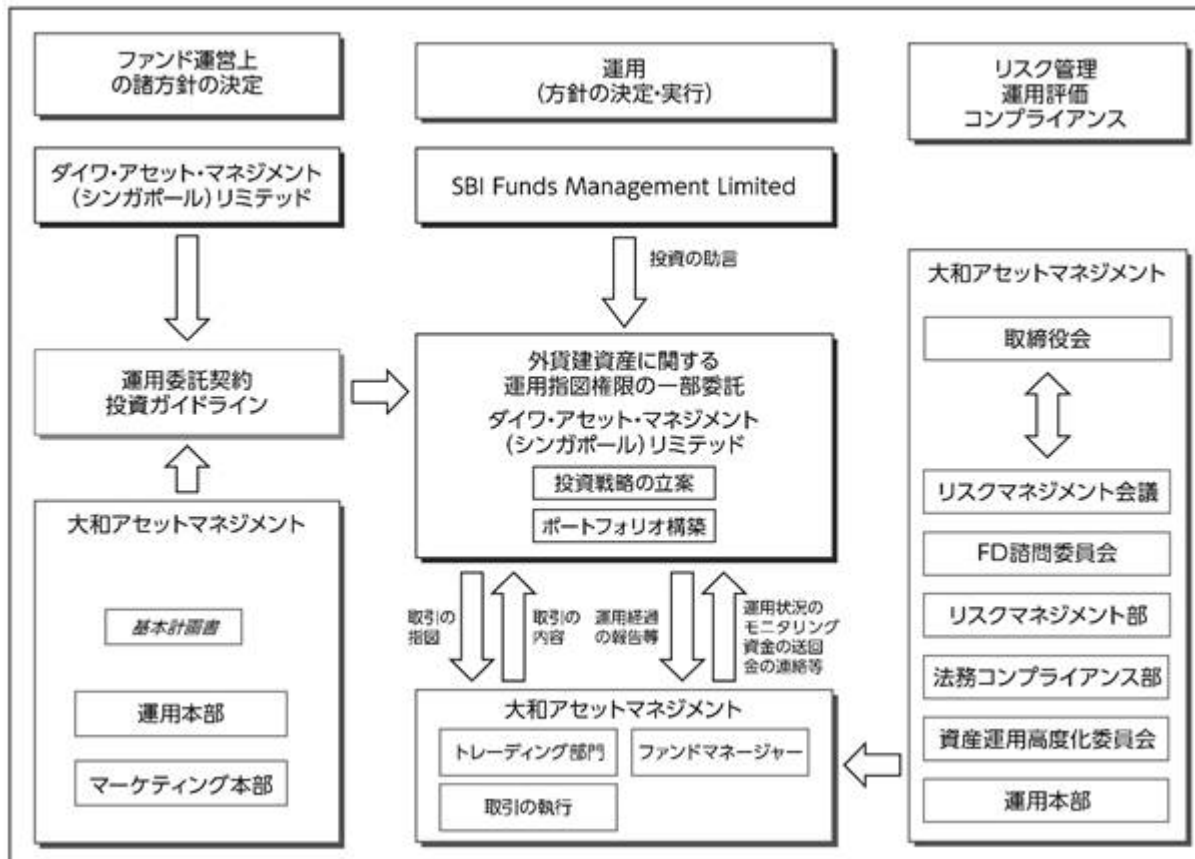 ファンド運営上
の諸方針の決定
運用
(方針の決定・実行)
リスク管理
運用評価
コンプライアンス
ダイワ・アセット・マネジメント
(シンガポール)リミテッド
SBI Funds Management Limited
投資の助言
運用委託契約
投資ガイドライン
外貨建資産に関する
運用指図権限の一部委託
ダイワ・アセット・マネジメント
(シンガポール)リミテッド
投資戦略の立案
ポートフォリオ構築
大和アセットマネジメント
基本計画書
運用本部
マーケティング本部
取引の
指図
取引の
内容
運用経過
の報告等
運用状況の
モニタリング
資金の送回
金の連絡等
大和アセットマネジメント
トレーディング部門
ファンドマネージャー
取引の執行
大和アセットマネジメント
取締役会
リスクマネジメント会議
FD諮問委員会
リスクマネジメント部
法務コンプライアンス部
資産運用高度化委員会
運用本部